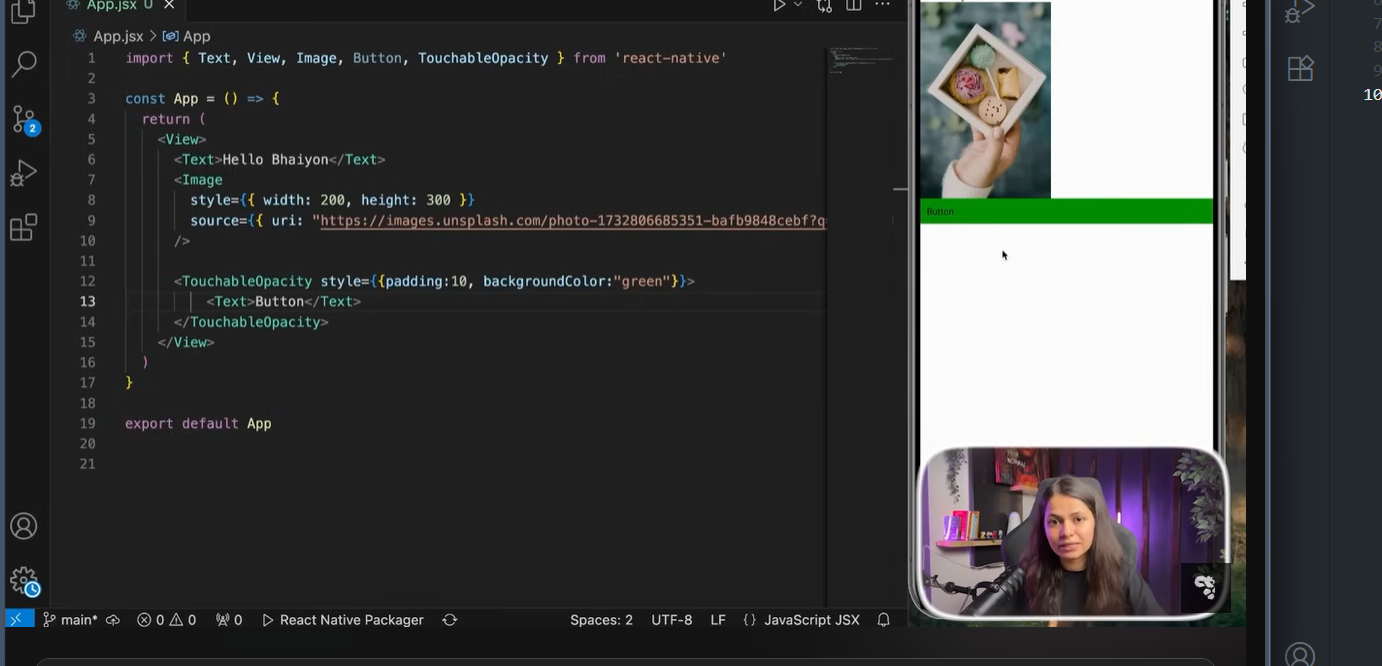 App.jsx U
App.jsx > App
1 import { Text, View, Image, Button, TouchableOpacity } from 'react-native'
2
3 const App = () => {
4 return (
5 <View>
6 <Text>Hello Bhaiyon</Text>
7 <Image
8 style={{ width: 200, height: 300 }}
9 source={{ uri: "https://images.unsplash.com/photo-1732806685351-bafb9848cebf?q=
10 />
11
12 <TouchableOpacity style={{padding:10, backgroundColor:"green"}}>
13 <Text>Button</Text>
14 </TouchableOpacity>
15 </View>
16 )
17 }
18
19 export default App
20
21
Button
2
main* 0 0 0 React Native Packager Spaces: 2 UTF-8 LF {} JavaScript JSX
7
8
9
10